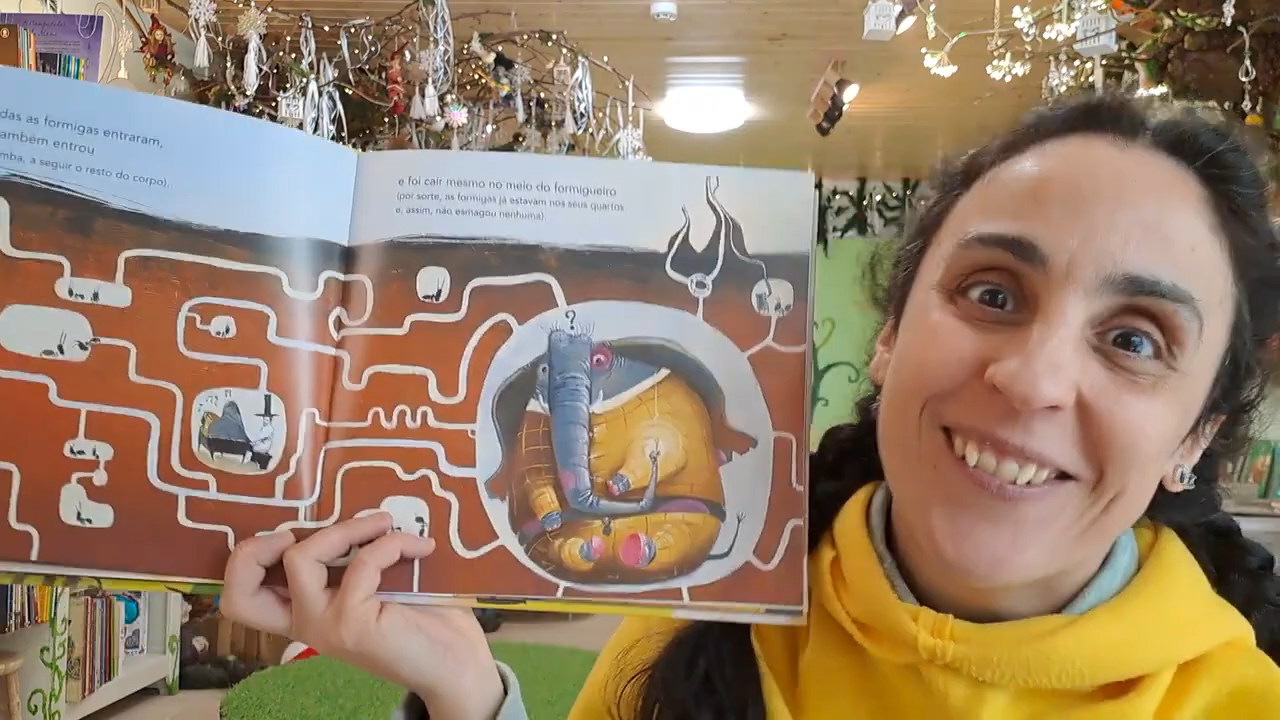 das as formigas entraram,
ambém entrou
mba, a seguir o resto do corpo).
e foi cair mesmo no meio do formigueiro
(por sorte, as formigas já estavam nos seus quartos
e, assim, não esmagou nenhuma).
?